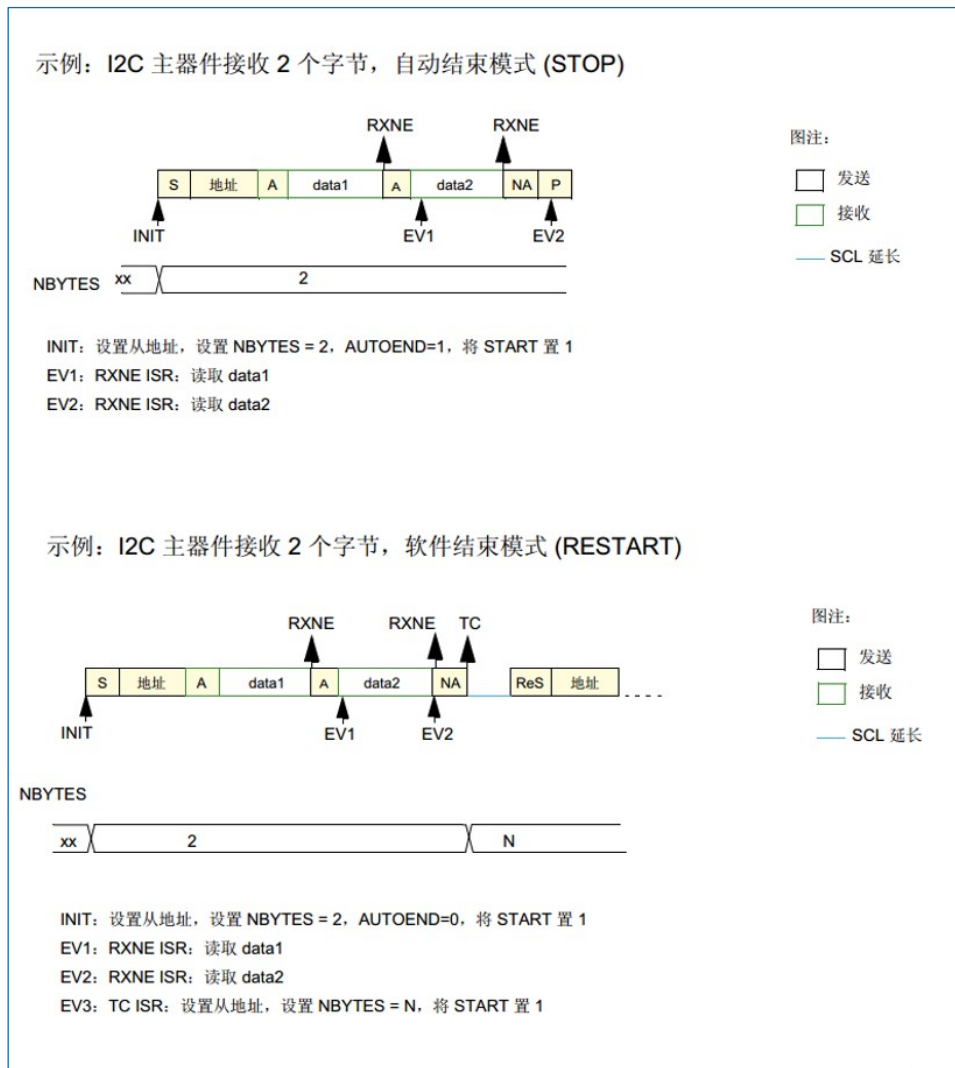 示例：I2C 主器件接收 2 个字节，自动结束模式 (STOP)
RXNE RXNE
图注：
S 地址 A data1 A data2 NA P
发送
接收
INIT EV1 EV2
SCL 延长
NBYTES xx 2
INIT：设置从地址，设置 NBYTES = 2，AUTOEND=1，将 START 置 1
EV1：RXNE ISR：读取 data1
EV2：RXNE ISR：读取 data2
示例：I2C 主器件接收 2 个字节，软件结束模式 (RESTART)
RXNE RXNE TC
图注：
发送
S 地址 A data1 A data2 NA ReS 地址
接收
INIT EV1 EV2
SCL 延长
NBYTES
xx 2 N
INIT：设置从地址，设置 NBYTES = 2，AUTOEND=0，将 START 置 1
EV1：RXNE ISR：读取 data1
EV2：RXNE ISR：读取 data2
EV3：TC ISR：设置从地址，设置 NBYTES = N，将 START 置 1